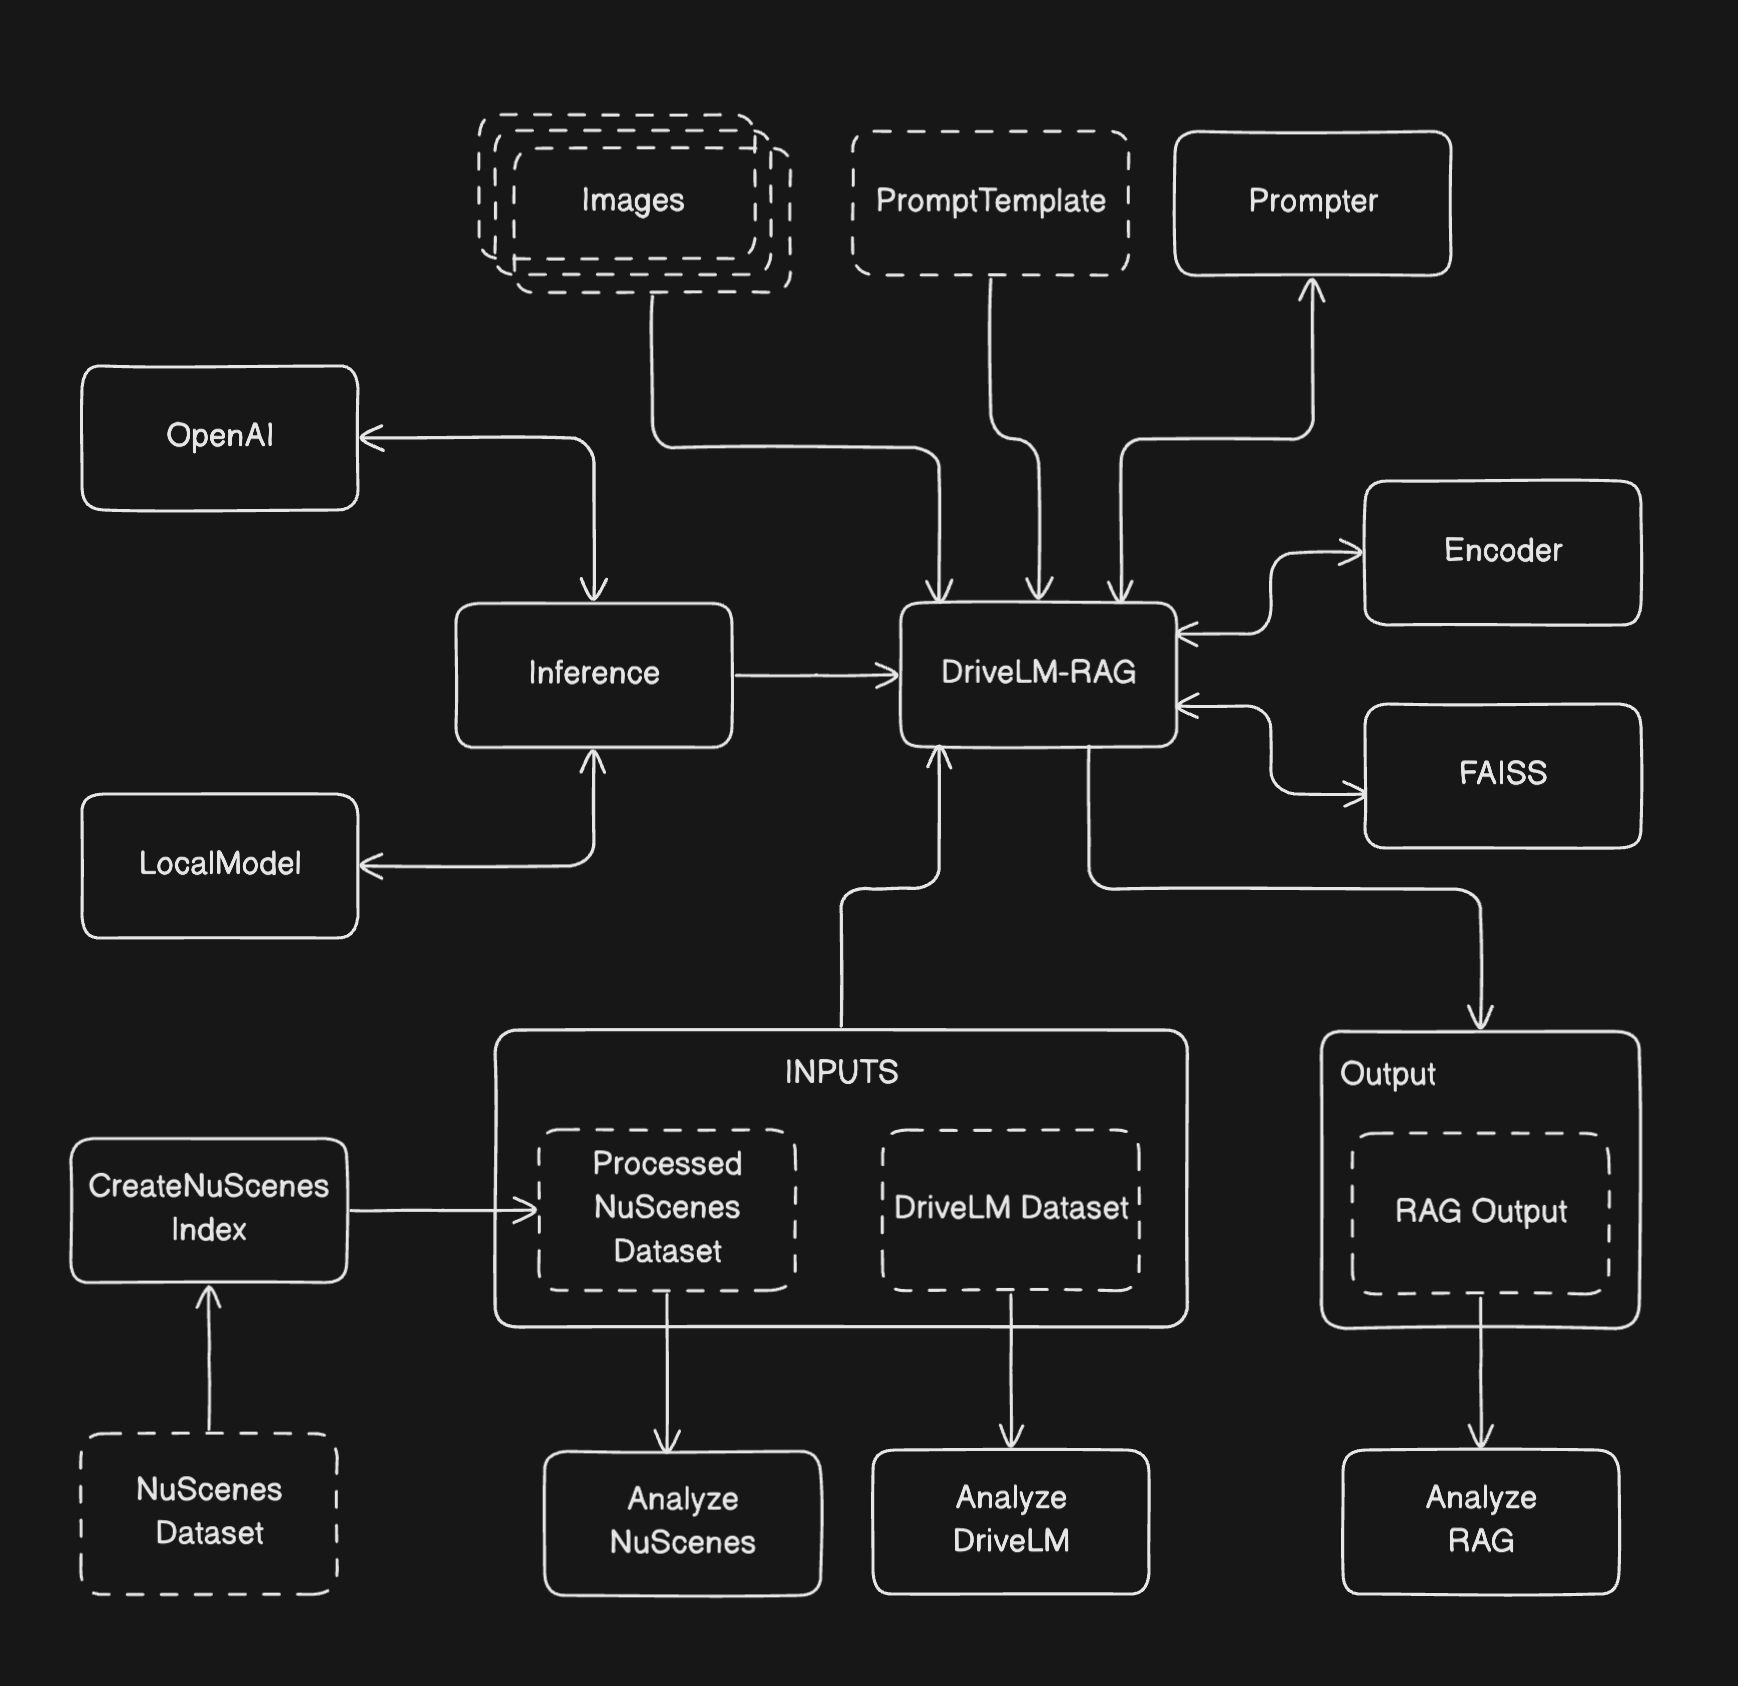 Images
PromptTemplate
Prompter
OpenAI
Encoder
Inference
DriveLM-RAG
FAISS
LocalModel
INPUTS
Output
Processed
NuScenes
Dataset
DriveLM Dataset
RAG Output
CreateNuScenes
Index
NuScenes
Dataset
Analyze
NuScenes
Analyze
DriveLM
Analyze
RAG